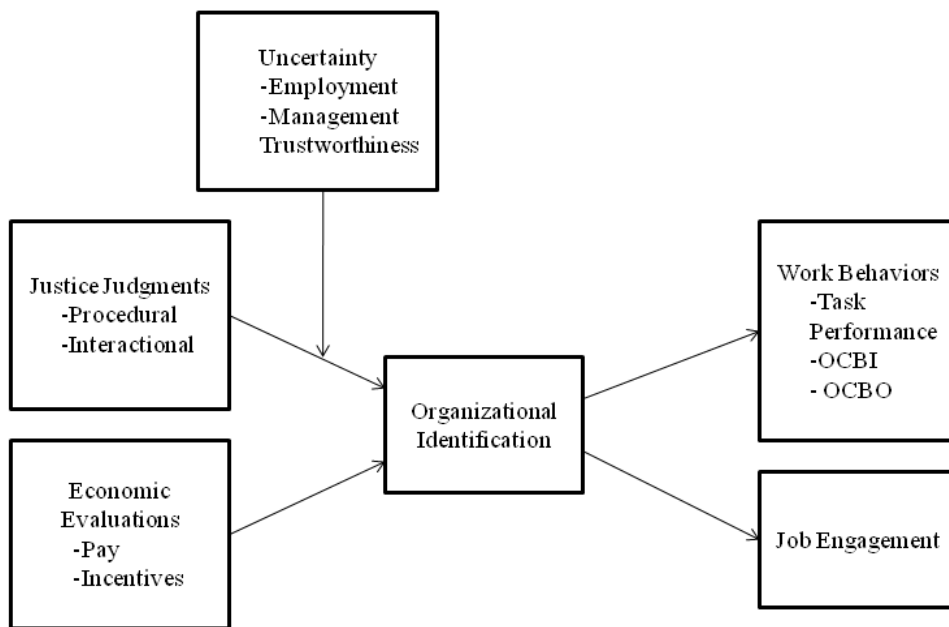 Uncertainty
-Employment
-Management
Trustworthiness
Justice Judgments
-Procedural
-Interactional
Work Behaviors
-Task
Performance
-OCBI
- OCBO
Organizational
Identification
Economic
Evaluations
-Pay
-Incentives
Job Engagement